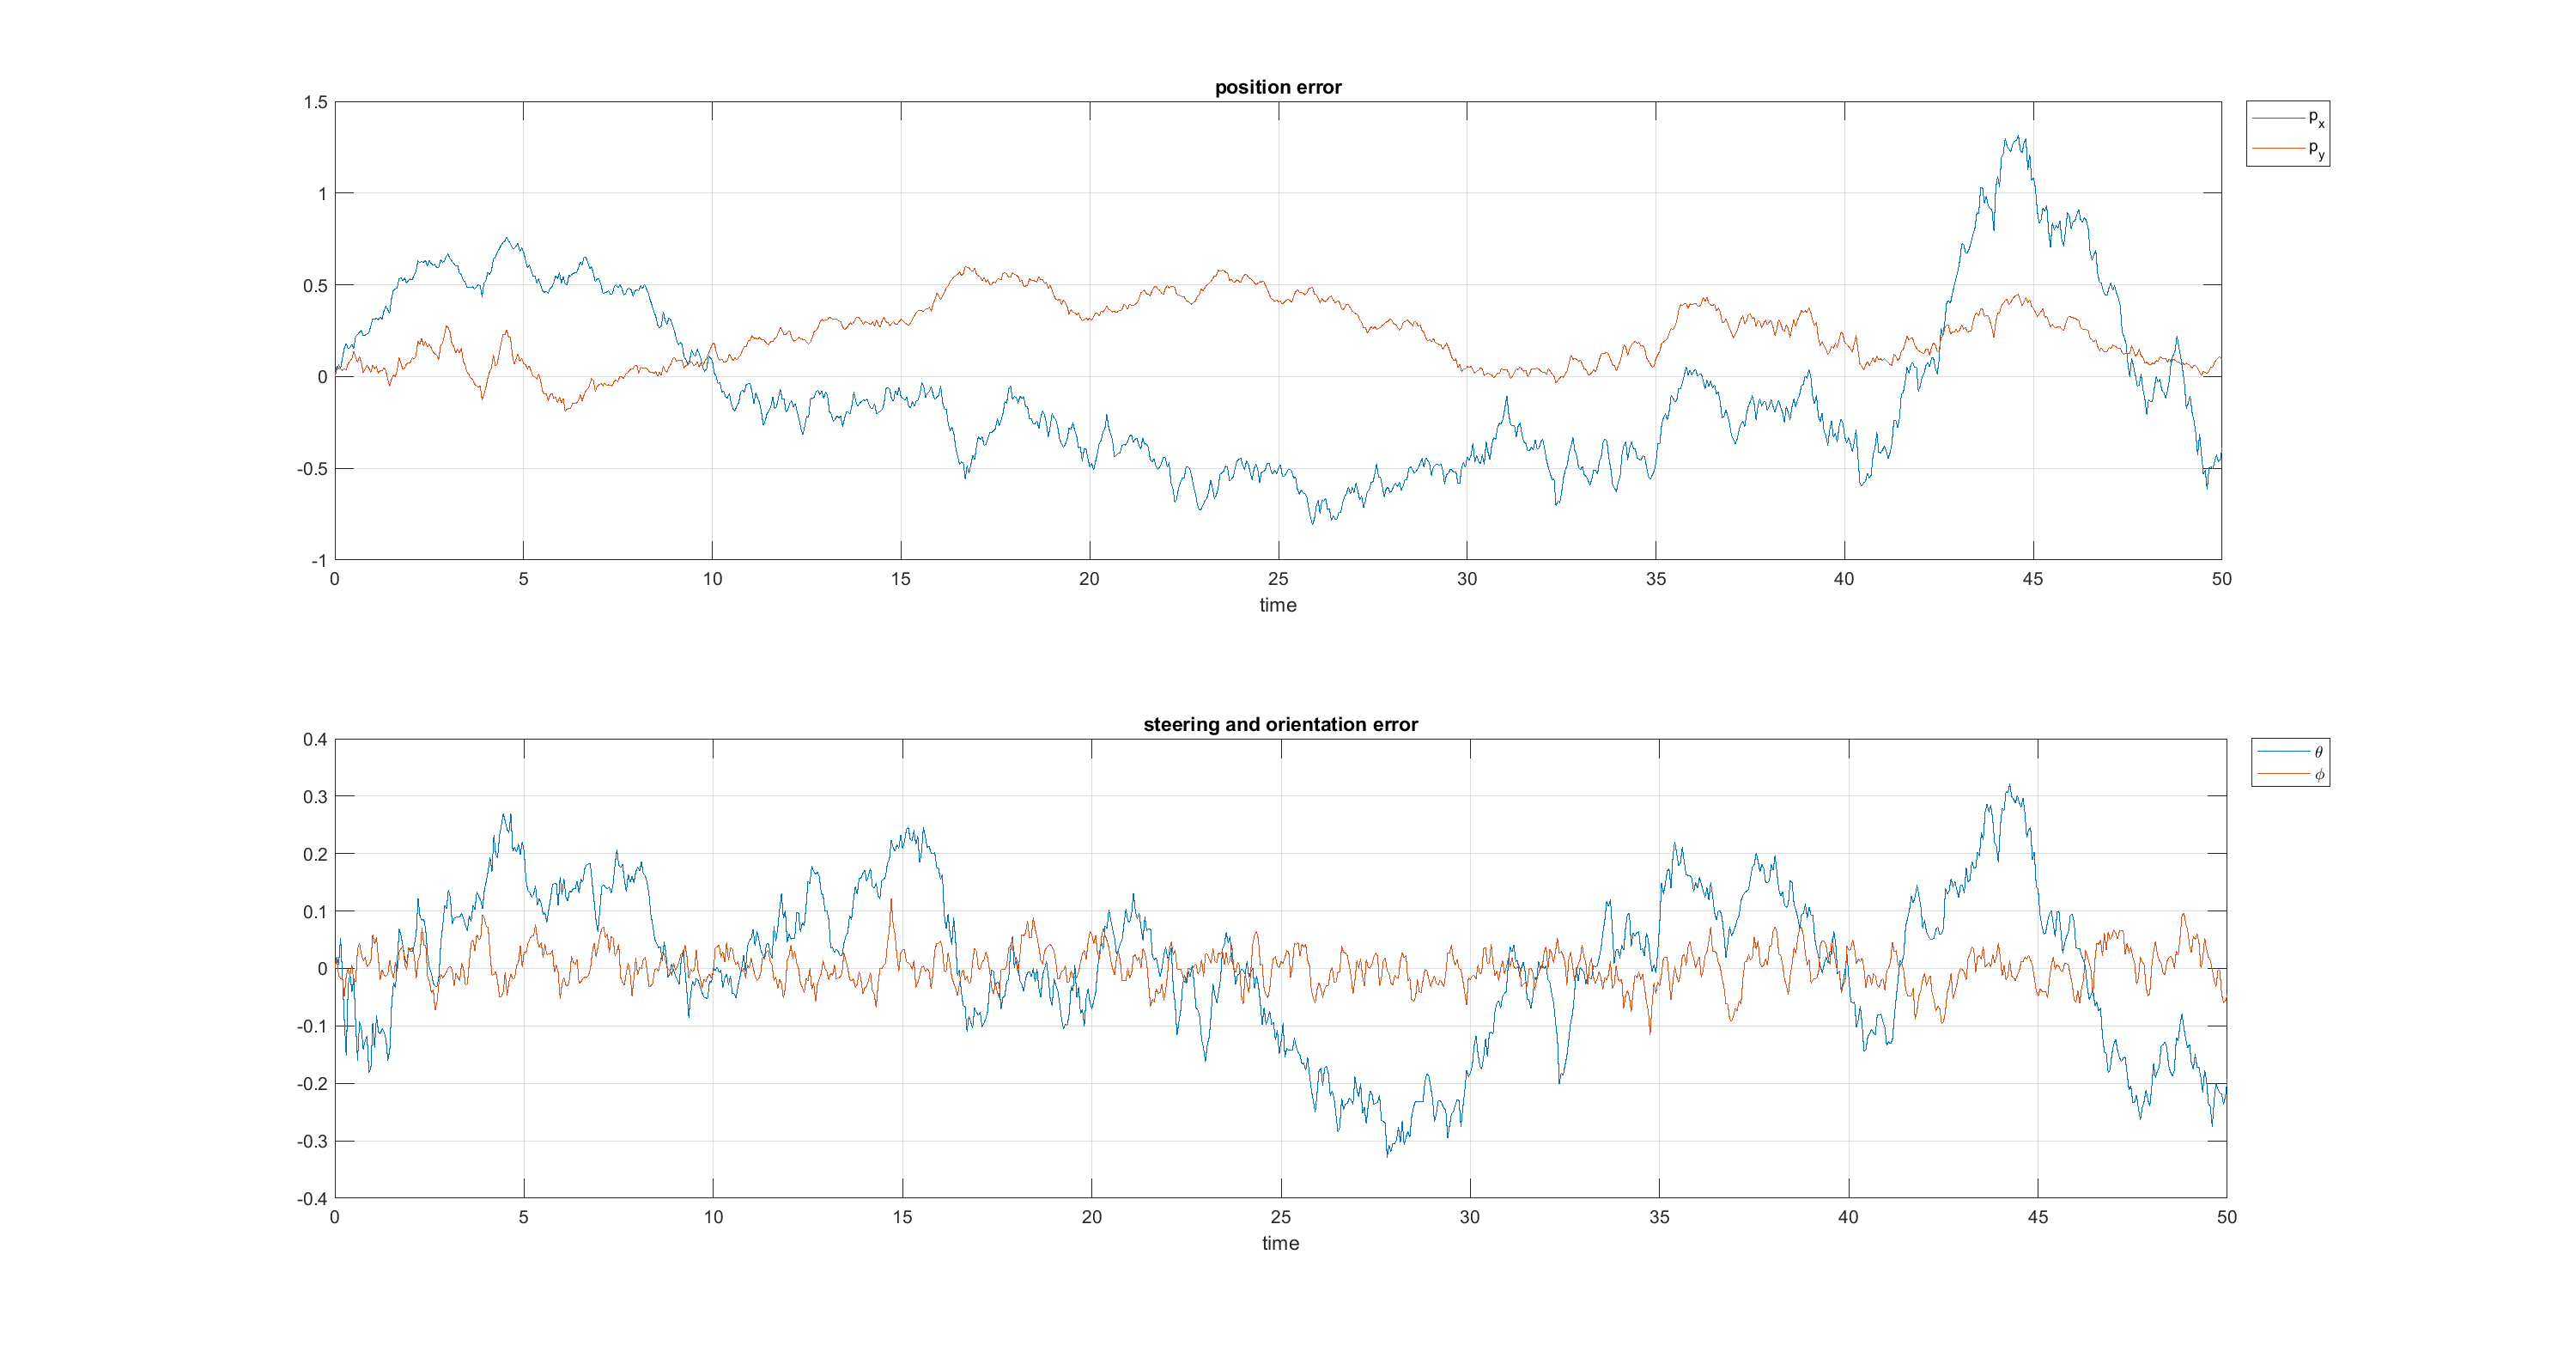 position error
1.5
1
0.5
0
-0.5
-1
0 5 10 15 20 25 30 35 40 45 50
time
p_x
p_y
steering and orientation error
0.4
0.3
0.2
0.1
0
-0.1
-0.2
-0.3
-0.4
0 5 10 15 20 25 30 35 40 45 50
time
θ
ϕ